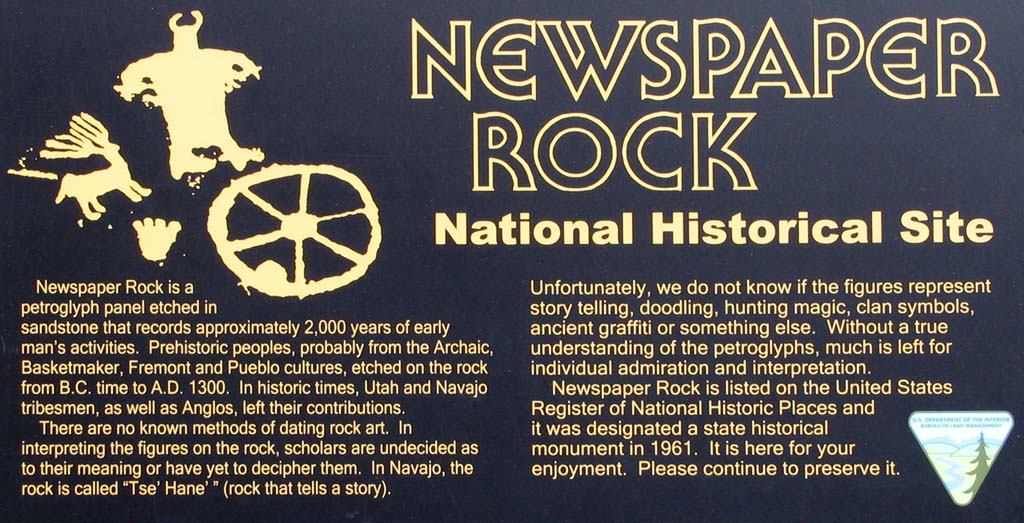 NEWSPAPER
ROCK
National Historical Site
Newspaper Rock is a
petroglyph panel etched in
sandstone that records approximately 2,000 years of early
man's activities. Prehistoric peoples, probably from the Archaic,
Basketmaker, Fremont and Pueblo cultures, etched on the rock
from B.C. time to A.D. 1300. In historic times, Utah and Navajo
tribesmen, as well as Anglos, left their contributions.
There are no known methods of dating rock art. In
interpreting the figures on the rock, scholars are undecided as
to their meaning or have yet to decipher them. In Navajo, the
rock is called "Tse' Hane' " (rock that tells a story).
Unfortunately, we do not know if the figures represent
story telling, doodling, hunting magic, clan symbols,
ancient graffiti or something else. Without a true
understanding of the petroglyphs, much is left for
individual admiration and interpretation.
Newspaper Rock is listed on the United States
Register of National Historic Places and
it was designated a state historical
monument in 1961. It is here for your
enjoyment. Please continue to preserve it.
U.S. DEPARTMENT OF THE INTERIOR
BUREAU OF LAND MANAGEMENT